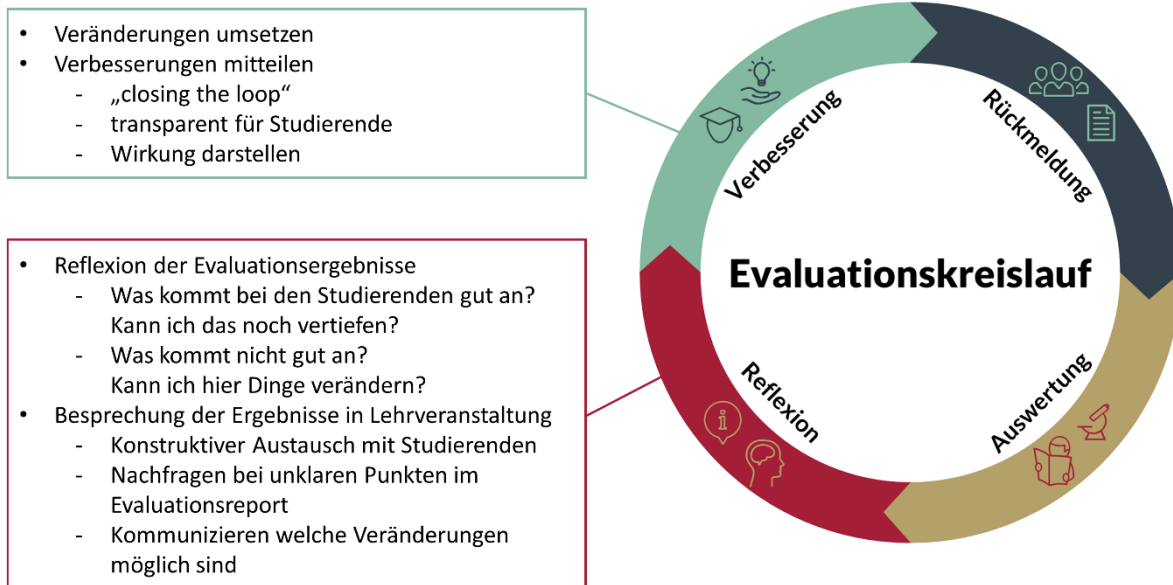 • Veränderungen umsetzen
• Verbesserungen mitteilen
- „closing the loop“
- transparent für Studierende
- Wirkung darstellen
• Reflexion der Evaluationsergebnisse
- Was kommt bei den Studierenden gut an?
Kann ich das noch vertiefen?
- Was kommt nicht gut an?
Kann ich hier Dinge verändern?
• Besprechung der Ergebnisse in Lehrveranstaltung
- Konstruktiver Austausch mit Studierenden
- Nachfragen bei unklaren Punkten im
Evaluationsreport
- Kommunizieren welche Veränderungen
möglich sind
Verbesserung
Rückmeldung
Evaluationskreislauf
Reflexion
Auswertung